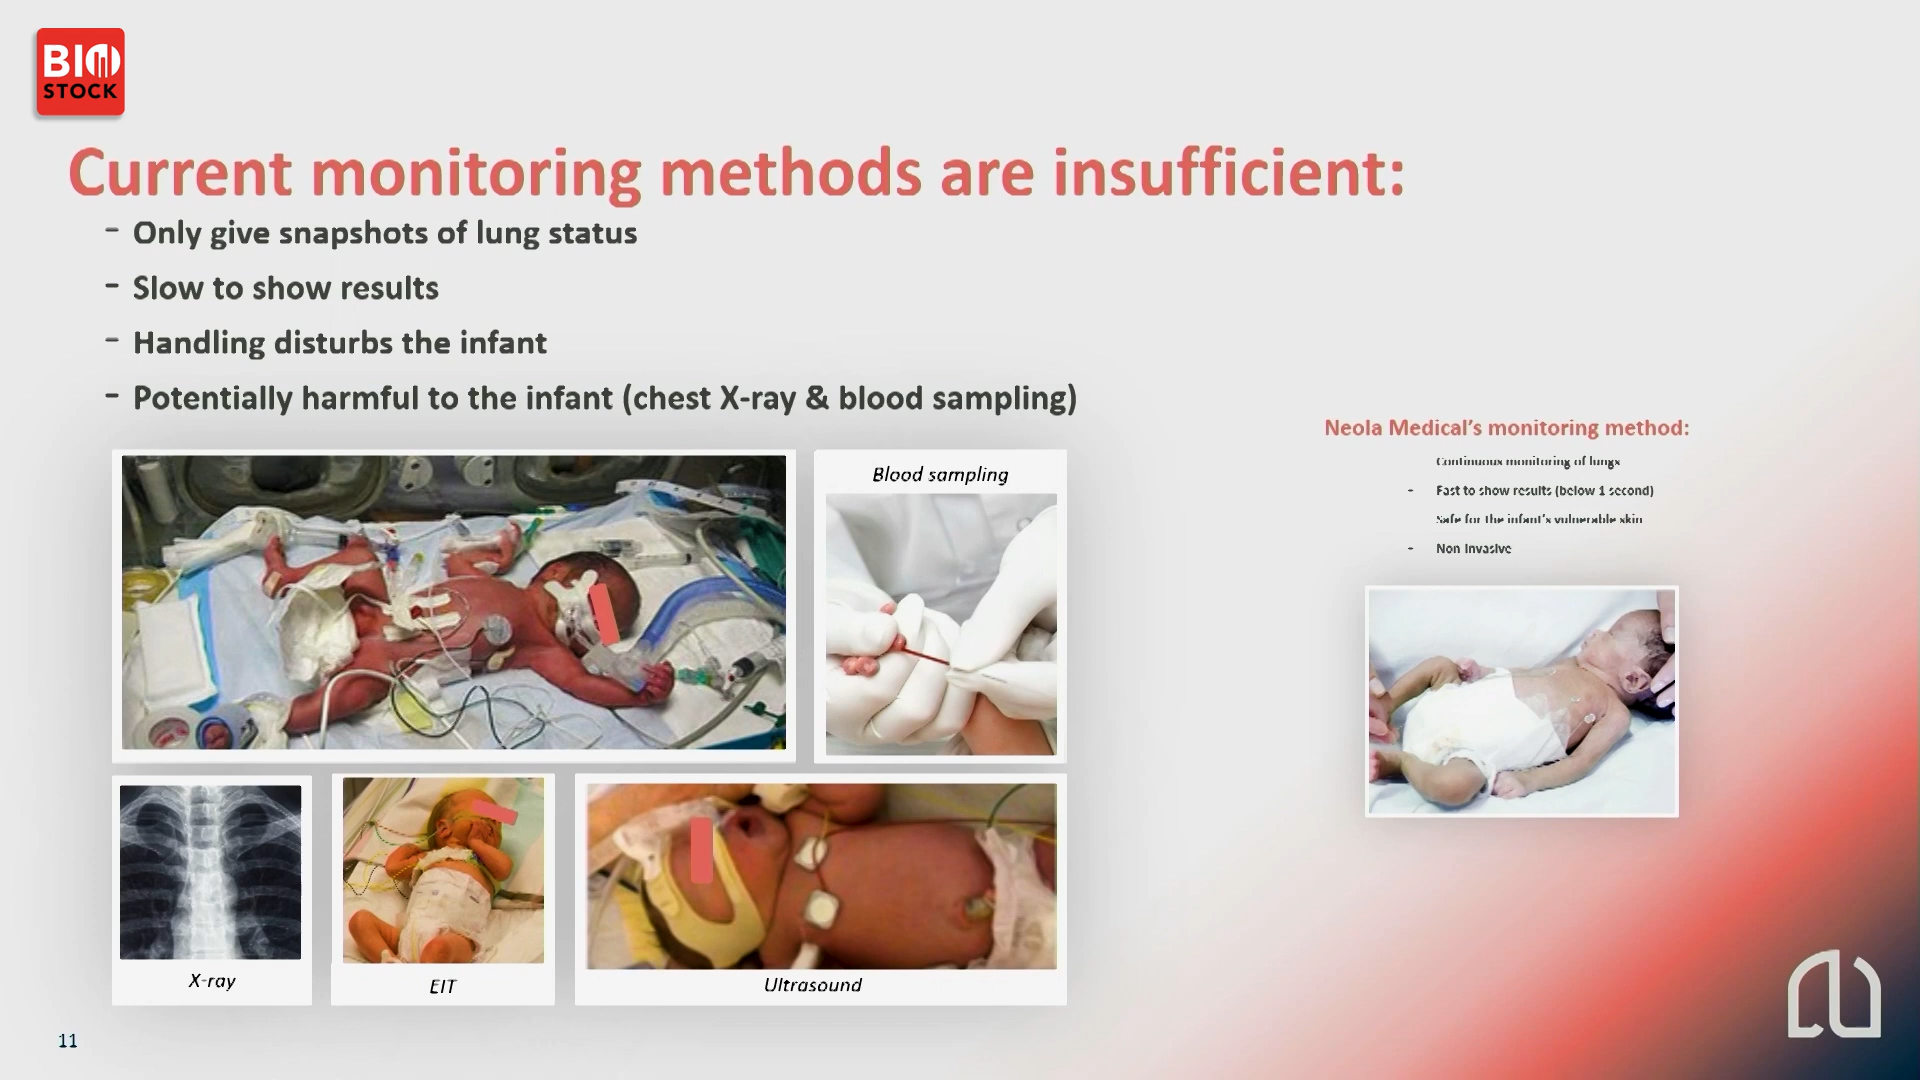 BIO
STOCK
Current monitoring methods are insufficient:
- Only give snapshots of lung status
- Slow to show results
- Handling disturbs the infant
- Potentially harmful to the infant (chest X-ray & blood sampling)
Blood sampling
X-ray
EIT
Ultrasound
Neola Medical's monitoring method:
Continuous monitoring of lungs
- Fast to show results (below 1 second)
Safe for the infant's vulnerable skin
- Non Invasive
11